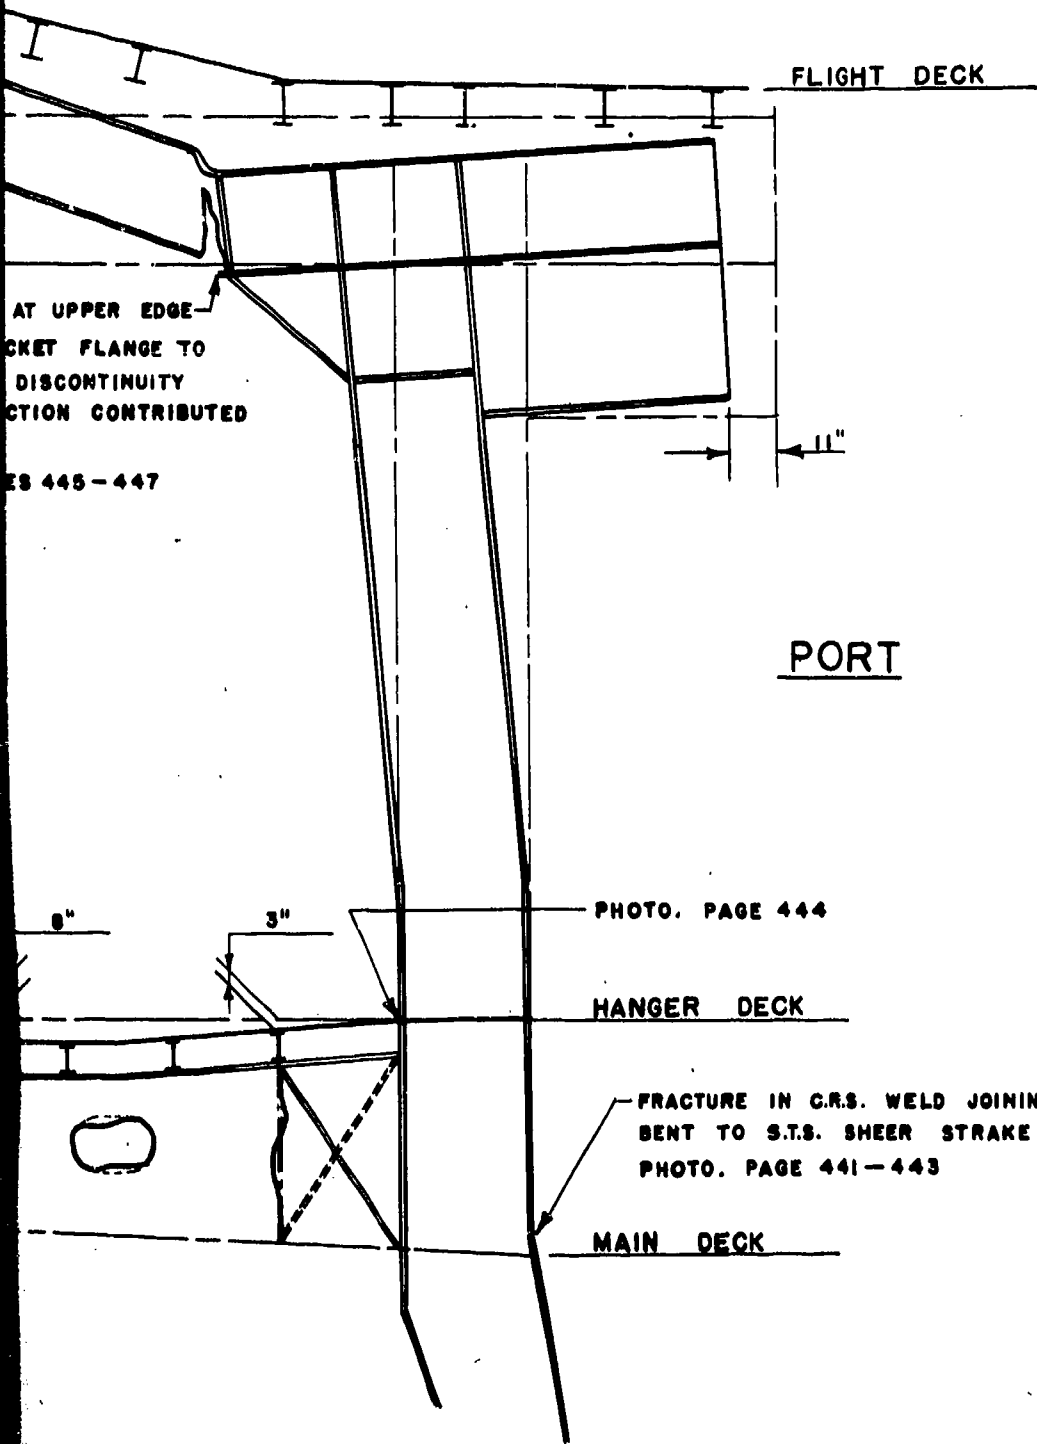 FLIGHT DECK
AT UPPER EDGE
CKET FLANGE TO
DISCONTINUITY
CTION CONTRIBUTED
ES 445-447
11"
PORT
8"
3"
PHOTO. PAGE 444
HANGER DECK
FRACTURE IN C.R.S. WELD JOININ
BENT TO S.T.S. SHEER STRAKE
PHOTO. PAGE 441-443
MAIN DECK